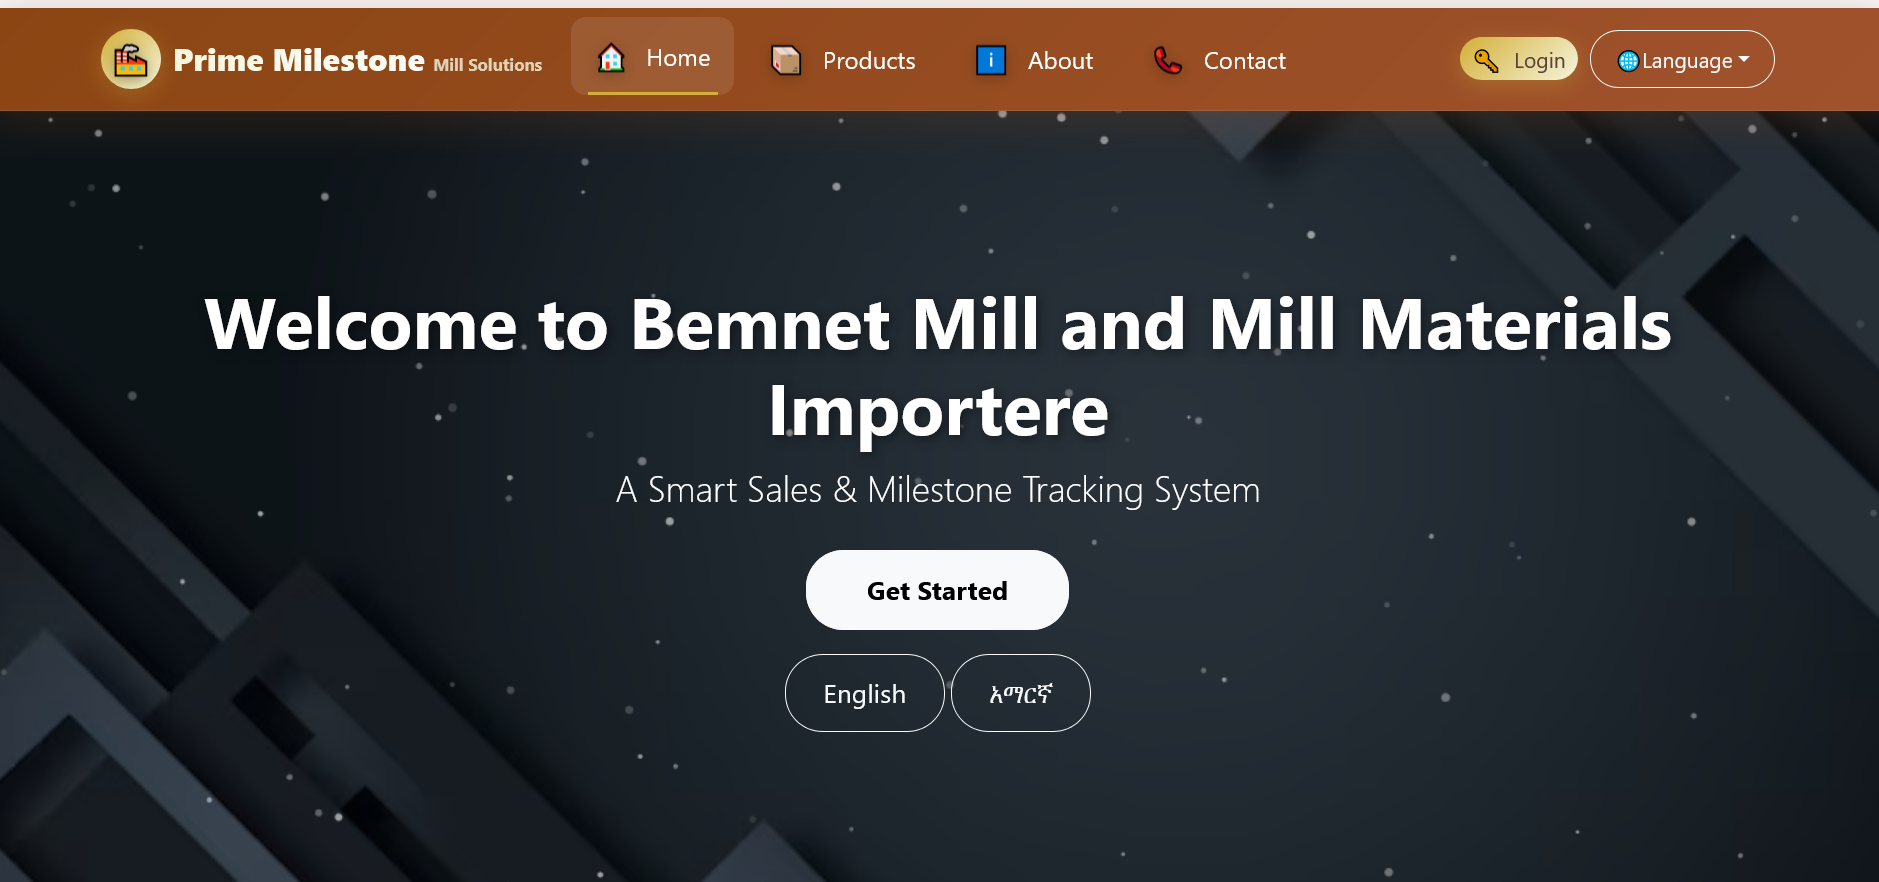 Prime Milestone Mill Solutions
Home
Products
i
About
Contact
Login
Language
Welcome to Bemnet Mill and Mill Materials
Importere
A Smart Sales & Milestone Tracking System
Get Started
English
አማርኛ